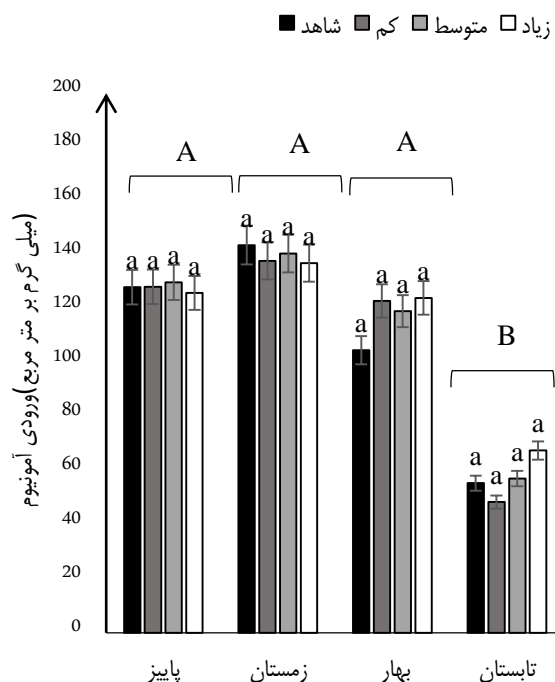 شاهد کم متوسط زیاد
ورودی آمونیوم(میلی گرم بر متر مربع)
200
180
160
140
120
100
80
60
40
20
0
A A A B
a a a a a a a a a a a a a a a a
پاییز زمستان بهار تابستان